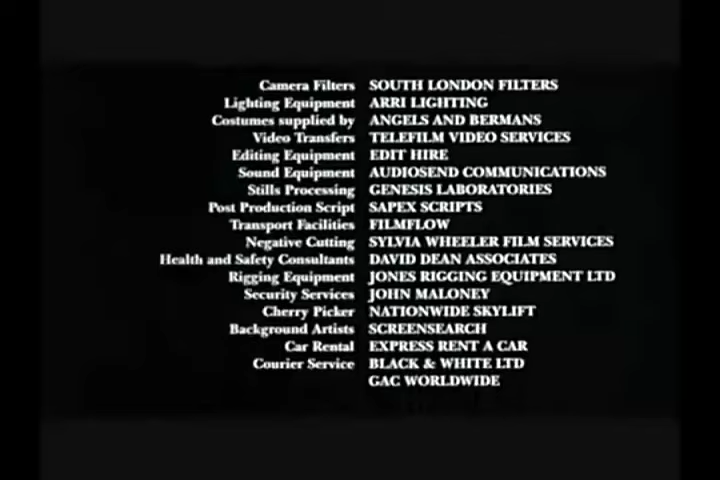 Camera Filters SOUTH LONDON FILTERS
Lighting Equipment ARRI LIGHTING
Costumes supplied by ANGELS AND BERMANS
Video Transfers TELEFILM VIDEO SERVICES
Editing Equipment EDIT HIRE
Sound Equipment AUDIOSEND COMMUNICATIONS
Stills Processing GENESIS LABORATORIES
Post Production Script SAPEX SCRIPTS
Transport Facilities FILMFLOW
Negative Cutting SYLVIA WHEELER FILM SERVICES
Health and Safety Consultants DAVID DEAN ASSOCIATES
Rigging Equipment JONES RIGGING EQUIPMENT LTD
Security Services JOHN MALONEY
Cherry Picker NATIONWIDE SKYLIFT
Background Artists SCREENSEARCH
Car Rental EXPRESS RENT A CAR
Courier Service BLACK & WHITE LTD
GAC WORLDWIDE